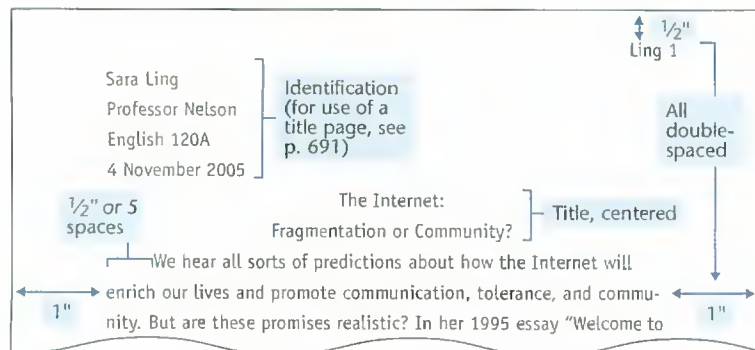 1/2"
Ling 1
Sara Ling
Professor Nelson
English 120A
4 November 2005
Identification
(for use of a
title page, see
p. 691)
All
double-
spaced
The Internet:
Fragmentation or Community?
Title, centered
1/2" or 5
spaces
We hear all sorts of predictions about how the Internet will
enrich our lives and promote communication, tolerance, and commu-
nity. But are these promises realistic? In her 1995 essay "Welcome to
1"
1"